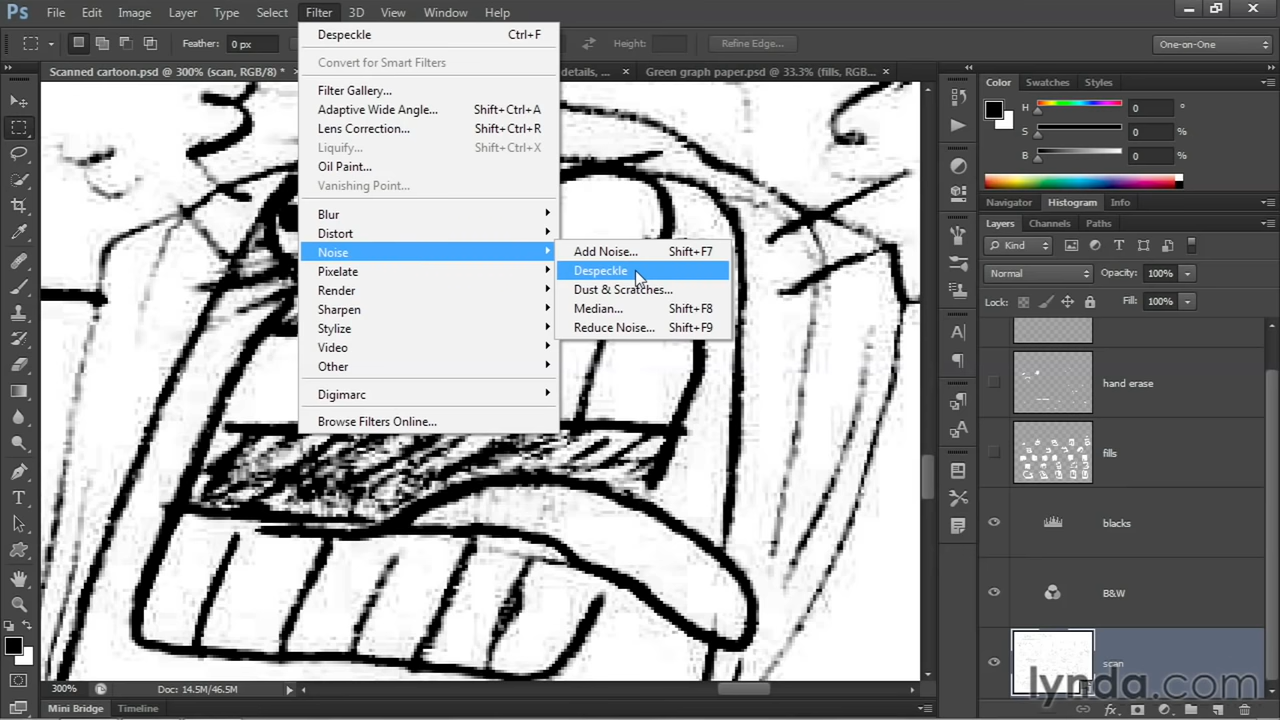 Ps File Edit Image Layer Type Select Filter 3D View Window Help
Feather: 0 px Height: Refine Edge... One-on-One
Scanned cartoon.psd @ 300% (scan, RGB/8) * × details, ... × Green graph paper.psd @ 33.3% (fills, RGB... ×
Despeckle Ctrl+F
Convert for Smart Filters
Filter Gallery...
Adaptive Wide Angle... Shift+Ctrl+A
Lens Correction... Shift+Ctrl+R
Liquify... Shift+Ctrl+X
Oil Paint...
Vanishing Point...
Blur
Distort
Noise
Pixelate
Render
Sharpen
Stylize
Video
Other
Digimarc
Browse Filters Online...
Add Noise... Shift+F7
Despeckle
Dust & Scratches...
Median... Shift+F8
Reduce Noise... Shift+F9
Color Swatches Styles
H 0 °
S 0 %
B 0 %
Navigator Histogram Info
Layers Channels Paths
Kind
Normal Opacity: 100%
Lock: Fill: 100%
hand erase
fills
blacks
B&W
scan
lynda.com
300% Doc: 14.5M/46.5M
Mini Bridge Timeline